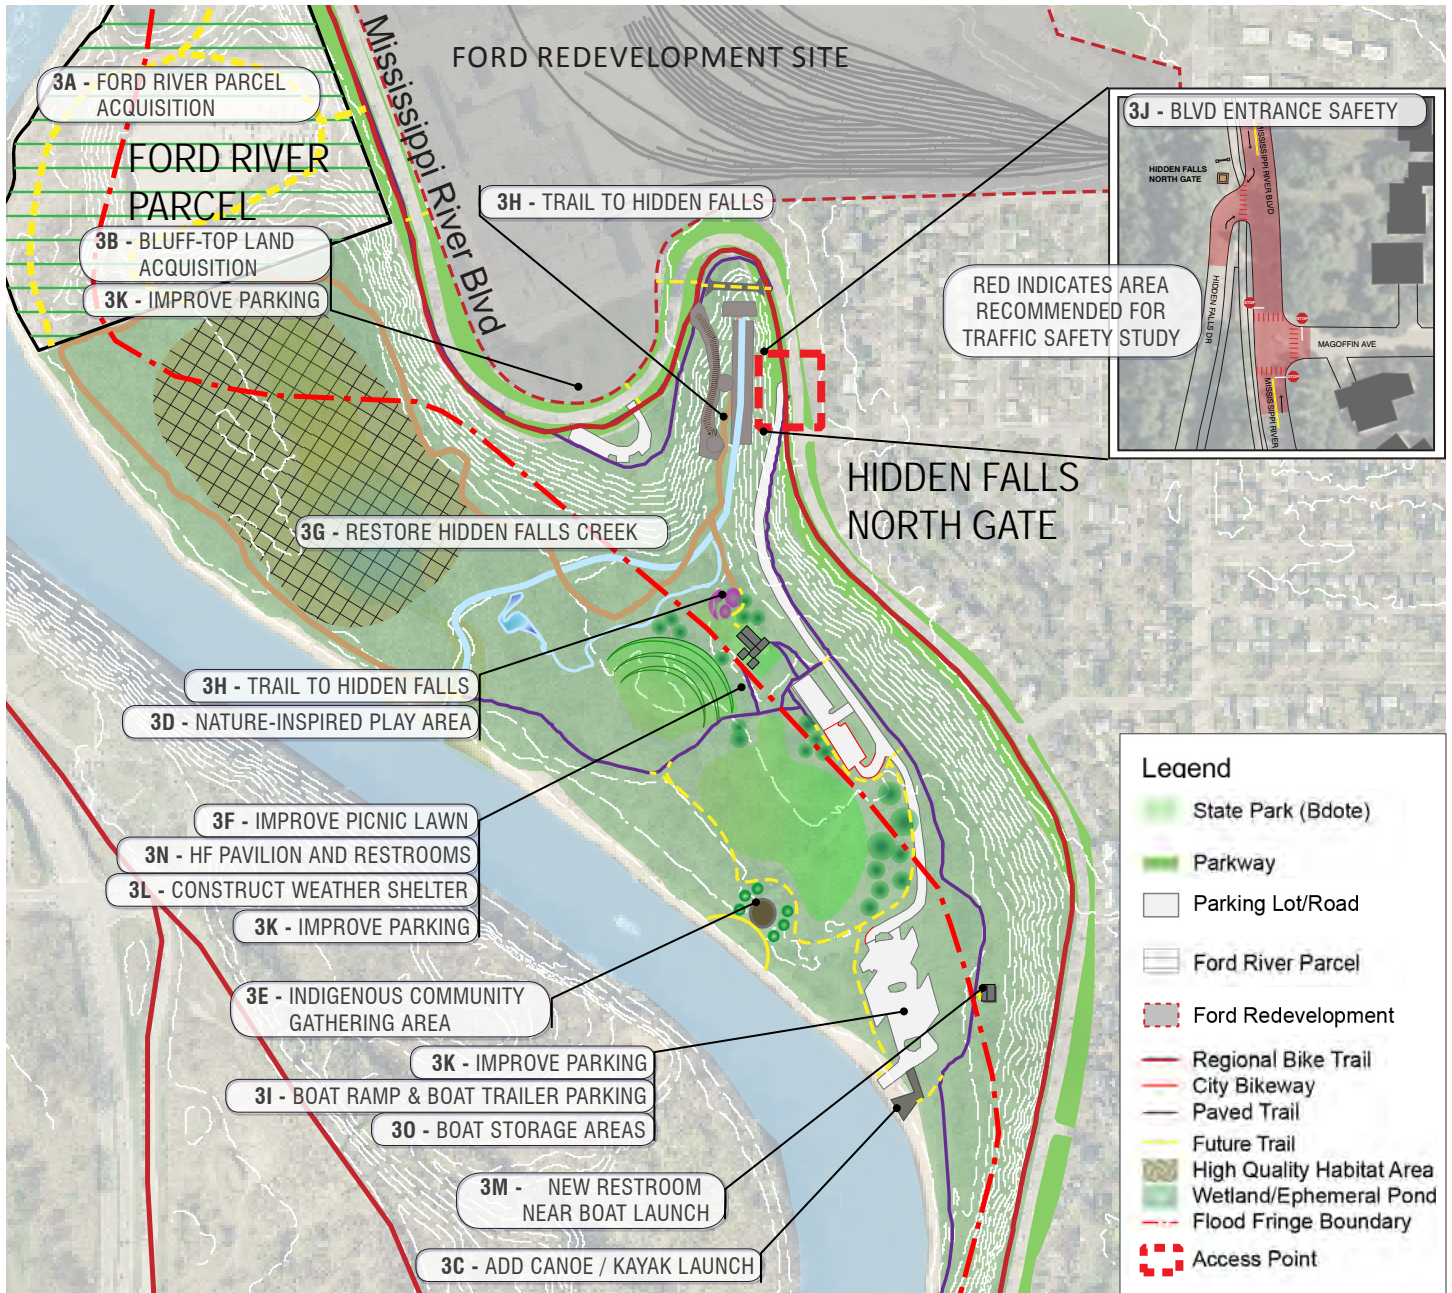 FORD REDEVELOPMENT SITE
Mississippi River Blvd
3A - FORD RIVER PARCEL
ACQUISITION
FORD RIVER
PARCEL
3B - BLUFF-TOP LAND
ACQUISITION
3K - IMPROVE PARKING
3H - TRAIL TO HIDDEN FALLS
3J - BLVD ENTRANCE SAFETY
HIDDEN FALLS
NORTH GATE
MISSISSIPPI RIVER BLVD
HIDDEN FALLS DR
STOP
STOP
MAGOFFIN AVE
STOP
MISSISSIPPI RIVER
RED INDICATES AREA
RECOMMENDED FOR
TRAFFIC SAFETY STUDY
HIDDEN FALLS
NORTH GATE
3G - RESTORE HIDDEN FALLS CREEK
3H - TRAIL TO HIDDEN FALLS
3D - NATURE-INSPIRED PLAY AREA
3F - IMPROVE PICNIC LAWN
3N - HF PAVILION AND RESTROOMS
3L - CONSTRUCT WEATHER SHELTER
3K - IMPROVE PARKING
3E - INDIGENOUS COMMUNITY
GATHERING AREA
3K - IMPROVE PARKING
3I - BOAT RAMP & BOAT TRAILER PARKING
3O - BOAT STORAGE AREAS
3M - NEW RESTROOM
NEAR BOAT LAUNCH
3C - ADD CANOE / KAYAK LAUNCH
Legend
State Park (Bdote)
Parkway
Parking Lot/Road
Ford River Parcel
Ford Redevelopment
Regional Bike Trail
City Bikeway
Paved Trail
Future Trail
High Quality Habitat Area
Wetland/Ephemeral Pond
Flood Fringe Boundary
Access Point